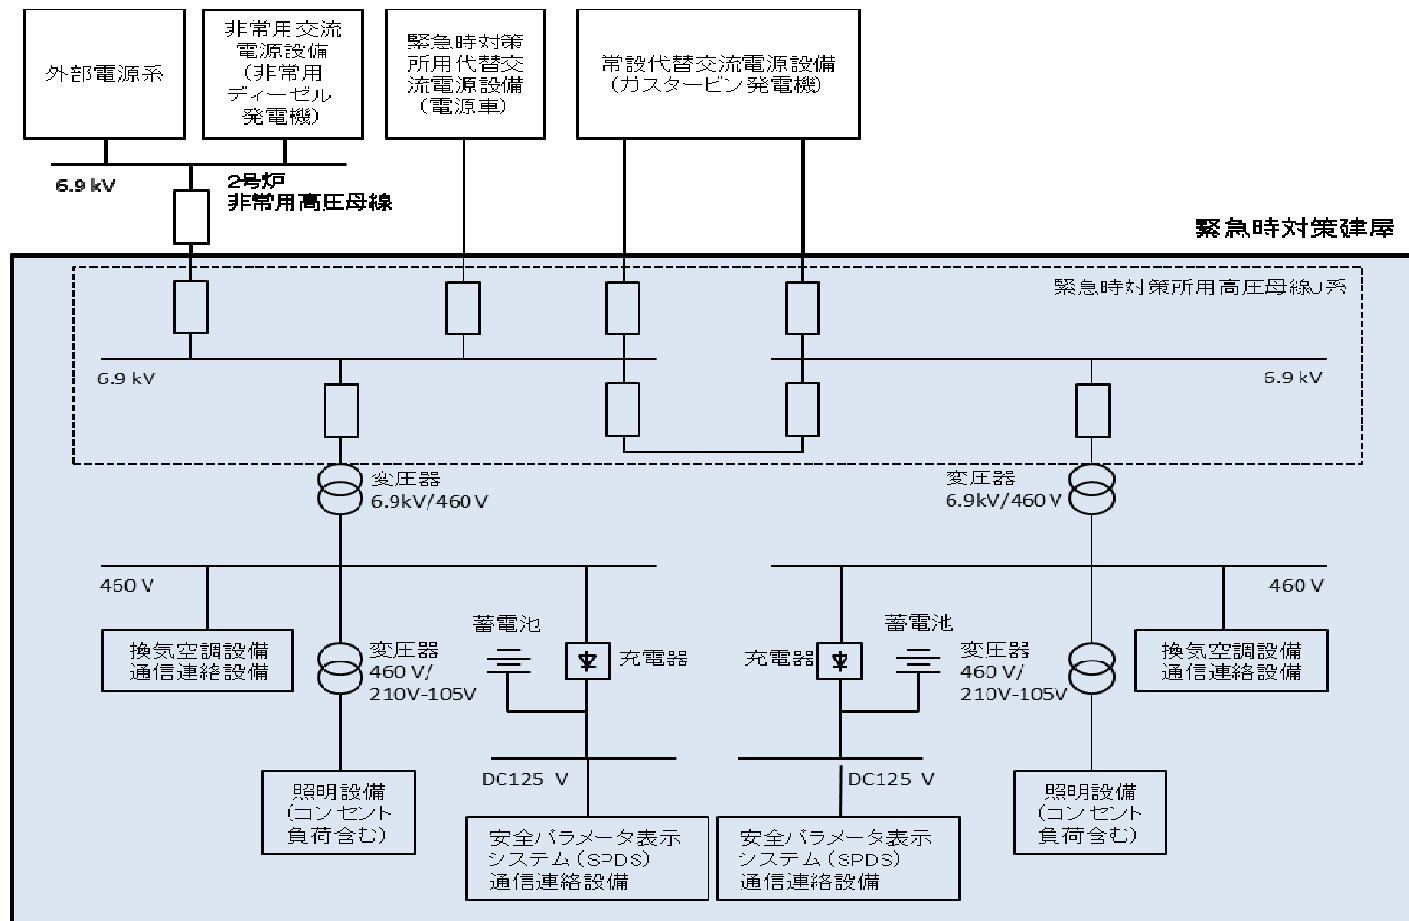 外部電源系
非常用交流
電源設備
(非常用
ディーゼル
発電機)
緊急時対策
所用代替交
流電源設備
(電源車)
常設代替交流電源設備
(ガスタービン発電機)
6.9 kV
2号炉
非常用高圧母線
緊急時対策建屋
緊急時対策所用高圧母線J系
6.9 kV
6.9 kV
変圧器
6.9kV/460 V
変圧器
6.9kV/460 V
460 V
460 V
換気空調設備
通信連絡設備
変圧器
460 V/
210V-105V
蓄電池
充電器
充電器
蓄電池
変圧器
460 V/
210V-105V
換気空調設備
通信連絡設備
DC125 V
DC125 V
照明設備
(コンセント
負荷含む)
安全パラメータ表示
システム(SPDS)
通信連絡設備
安全パラメータ表示
システム(SPDS)
通信連絡設備
照明設備
(コンセント
負荷含む)